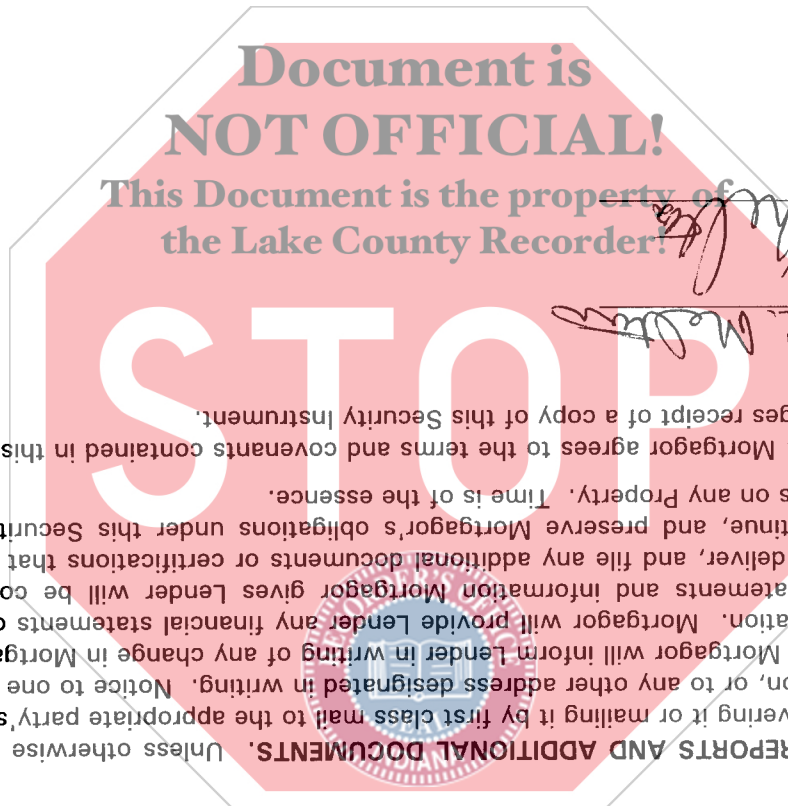 Document is
NOT OFFICIAL!
This Document is the property of
the Lake County Recorder!
STOP
REPORTS AND ADDITIONAL DOCUMENTS. Unless otherwise
vering it or mailing it by first class mail to the appropriate party's
on, or to any other address designated in writing. Notice to one
Mortgagor will inform Lender in writing of any change in Mortgag
ation. Mortgagor will provide Lender any financial statements o
atements and information Mortgagor gives Lender will be co
deliver, and file any additional documents or certifications that
tinue, and preserve Mortgagor's obligations under this Securit
s on any Property. Time is of the essence.
Mortgagor agrees to the terms and covenants contained in this
ges receipt of a copy of this Security Instrument.
RECORDER'S OFFICE
INDIANA